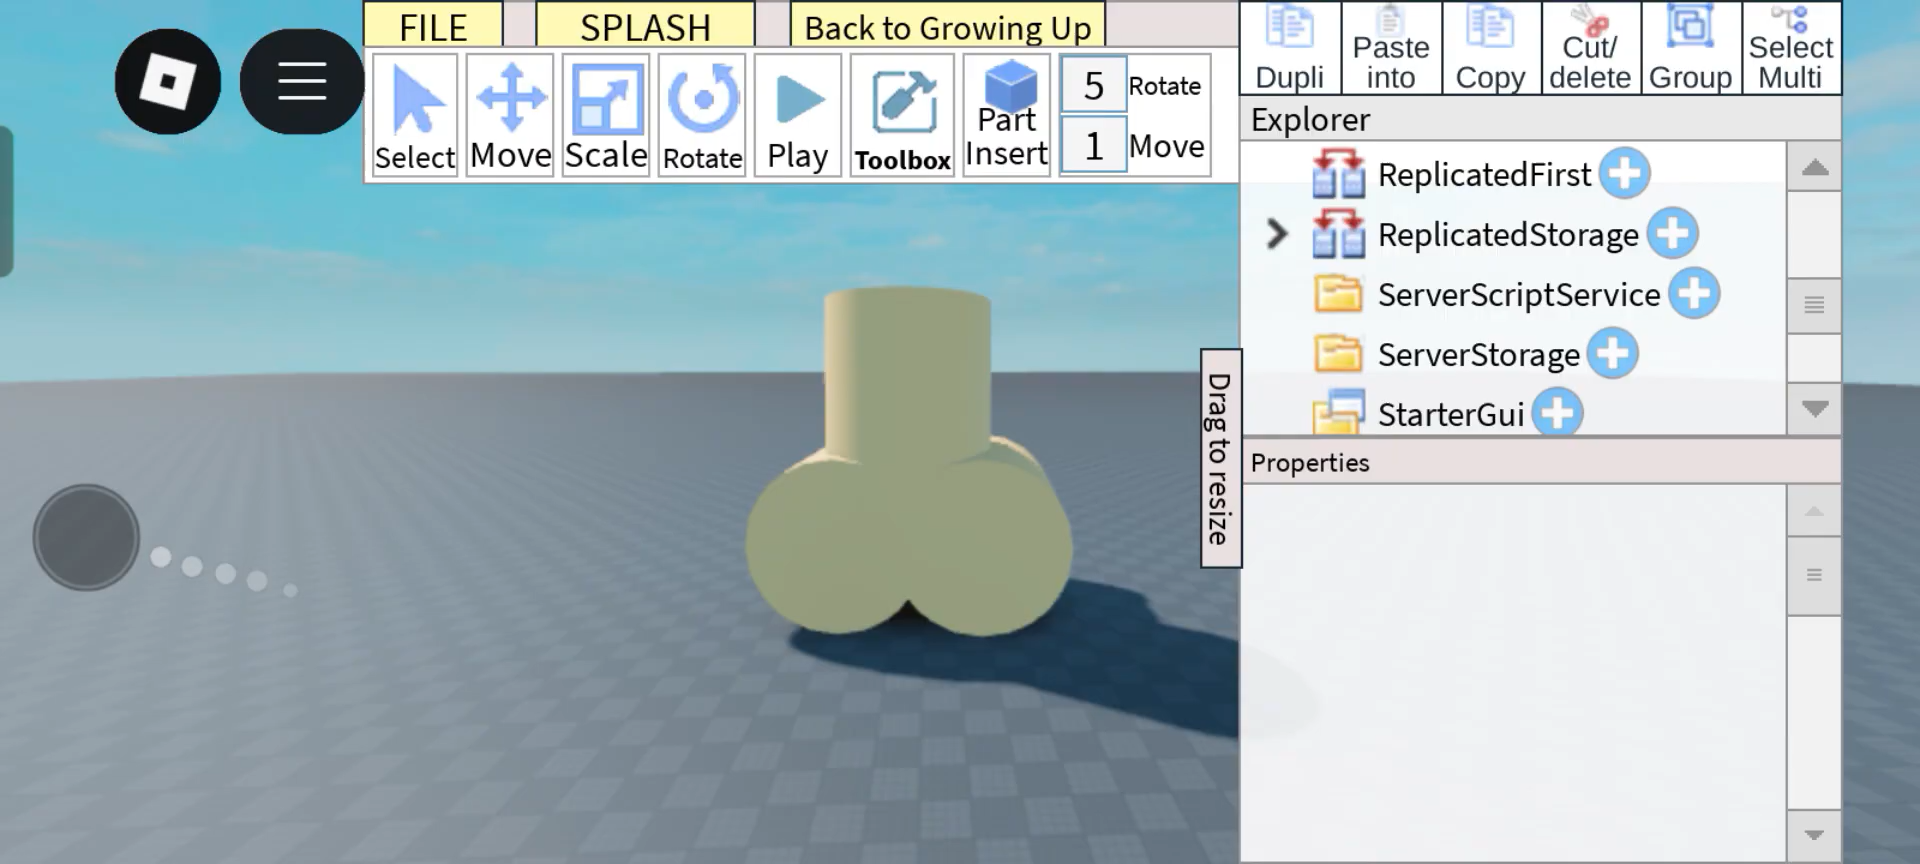 FILE
SPLASH
Back to Growing Up
Select
Move
Scale
Rotate
Play
Toolbox
Part
Insert
5 Rotate
1 Move
Dupli
Paste
into
Copy
Cut/
delete
Group
Select
Multi
Explorer
ReplicatedFirst
ReplicatedStorage
ServerScriptService
ServerStorage
StarterGui
Drag to resize
Properties